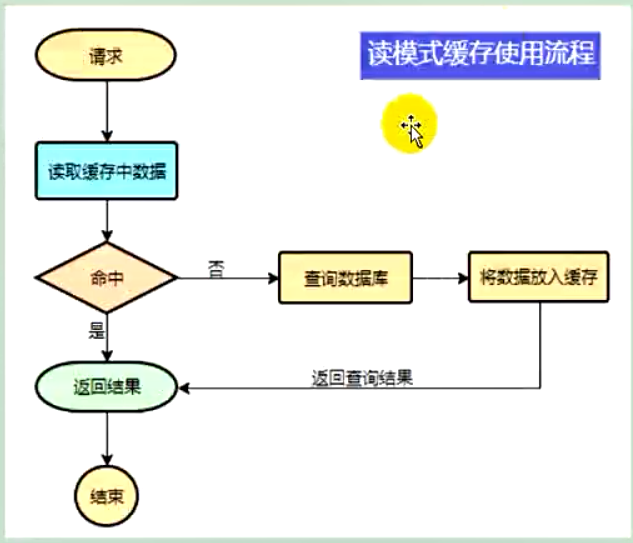 请求
读模式缓存使用流程
读取缓存中数据
命中
否
查询数据库
将数据放入缓存
是
返回结果
返回查询结果
结束